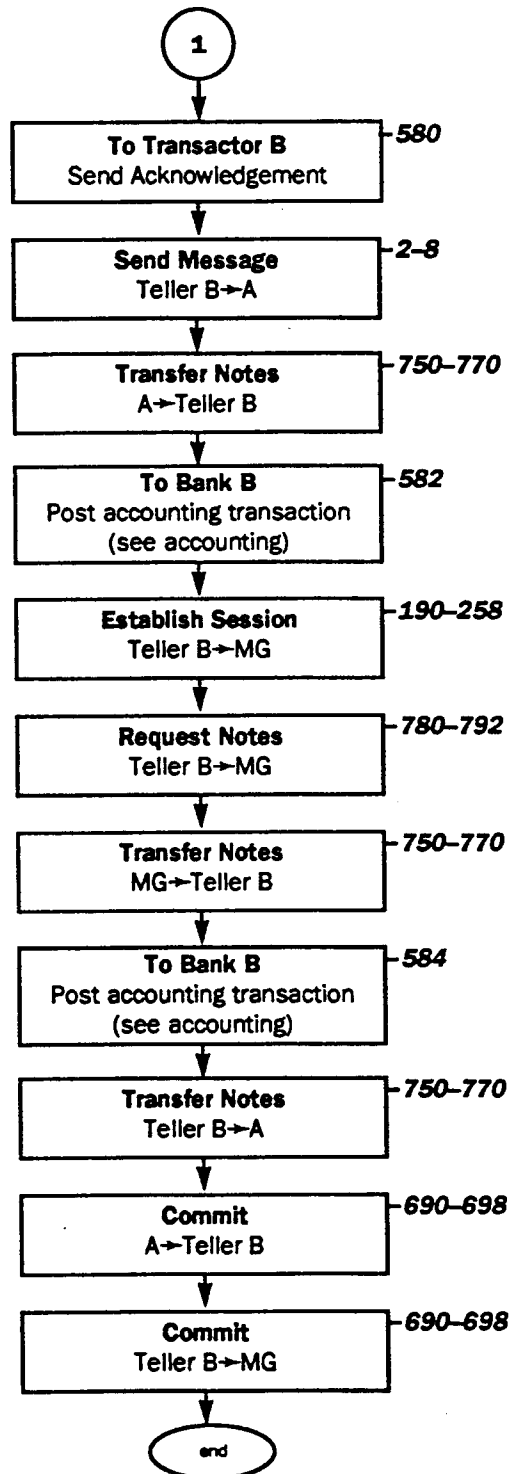 1
580
To Transactor B
Send Acknowledgement
2–8
Send Message
Teller B→A
750–770
Transfer Notes
A→Teller B
582
To Bank B
Post accounting transaction
(see accounting)
190–258
Establish Session
Teller B→MG
780–792
Request Notes
Teller B→MG
750–770
Transfer Notes
MG→Teller B
584
To Bank B
Post accounting transaction
(see accounting)
750–770
Transfer Notes
Teller B→A
690–698
Commit
A→Teller B
690–698
Commit
Teller B→MG
end